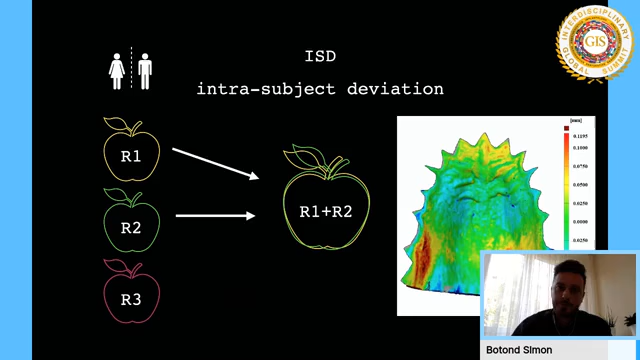 ISD
intra-subject deviation
R1
R2
R3
R1+R2
[mm]
0.1195
0.1000
0.0750
0.0500
0.0250
0.0000
-0.0250
INTERDISCIPLINARY
GIS
GLOBAL SUMMIT
Botond Simon